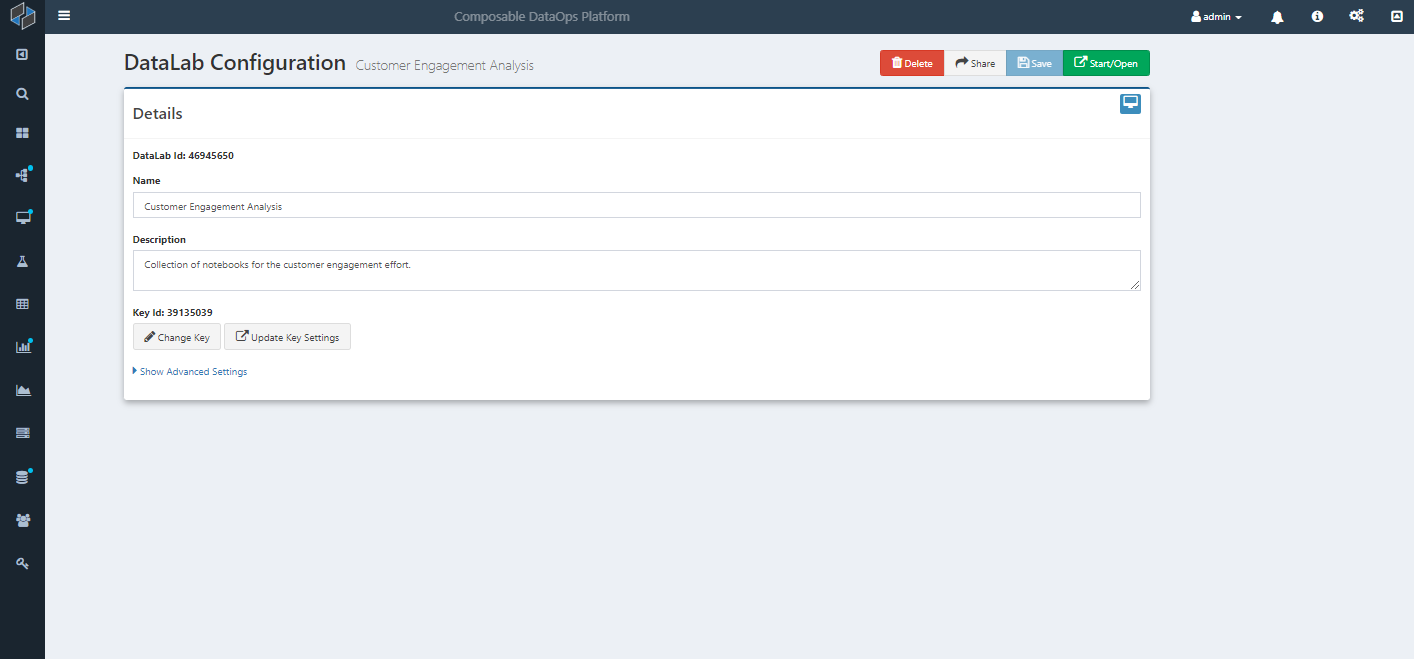 Composable DataOps Platform
admin
DataLab Configuration Customer Engagement Analysis
Delete Share Save Start/Open
Details
DataLab Id: 46945650
Name
Customer Engagement Analysis
Description
Collection of notebooks for the customer engagement effort.
Key Id: 39135039
Change Key Update Key Settings
Show Advanced Settings